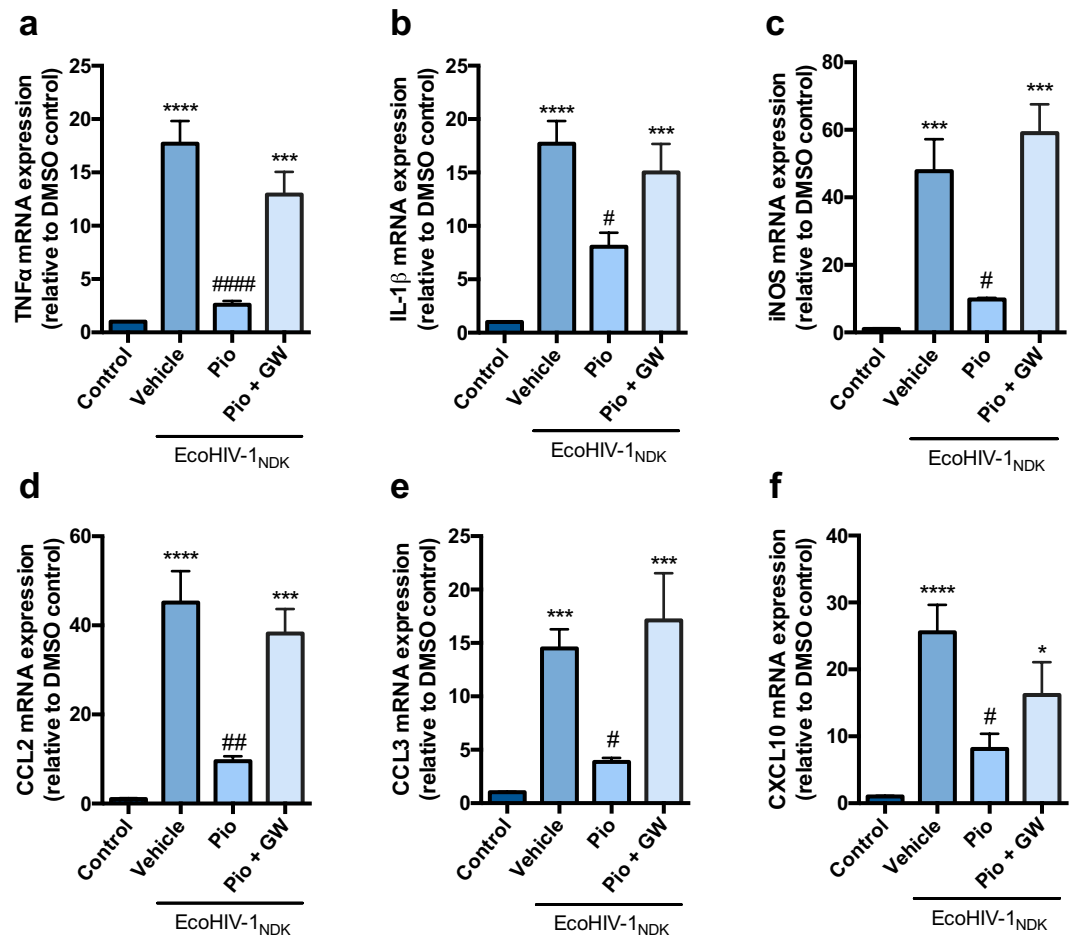 a
TNFα mRNA expression
(relative to DMSO control)
25
20
15
10
5
0
****
####
***
Control
Vehicle
Pio
Pio + GW
EcoHIV-1NDK
b
IL-1β mRNA expression
(relative to DMSO control)
25
20
15
10
5
0
****
#
***
Control
Vehicle
Pio
Pio + GW
EcoHIV-1NDK
c
iNOS mRNA expression
(relative to DMSO control)
80
60
40
20
0
***
#
***
Control
Vehicle
Pio
Pio + GW
EcoHIV-1NDK
d
CCL2 mRNA expression
(relative to DMSO control)
60
40
20
0
****
##
***
Control
Vehicle
Pio
Pio + GW
EcoHIV-1NDK
e
CCL3 mRNA expression
(relative to DMSO control)
25
20
15
10
5
0
***
#
***
Control
Vehicle
Pio
Pio + GW
EcoHIV-1NDK
f
CXCL10 mRNA expression
(relative to DMSO control)
40
30
20
10
0
****
#
*
Control
Vehicle
Pio
Pio + GW
EcoHIV-1NDK